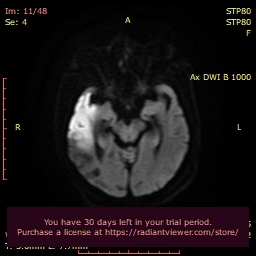 Im: 11/48
Se: 4
A
STP80
STP80
F
Ax DWI B 1000
R
L
You have 30 days left in your trial period.
Purchase a license at https://radiantviewer.com/store/